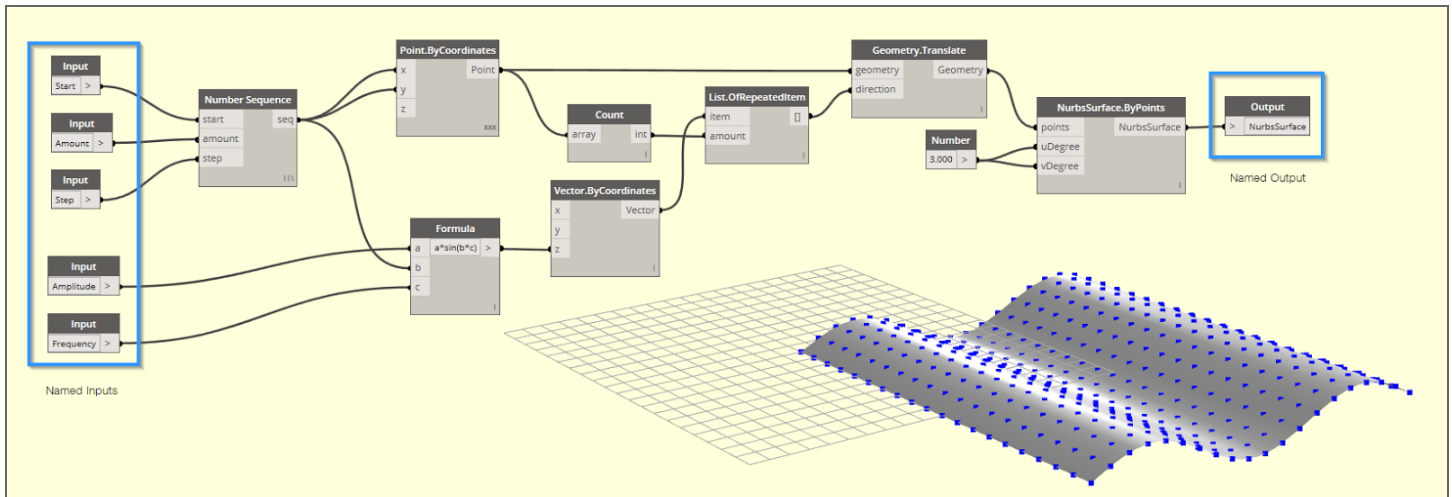 Input
Start >
Input
Amount >
Input
Step >
Input
Amplitude >
Input
Frequency >
Named Inputs
Number Sequence
start seq
amount
step
Point.ByCoordinates
x Point
y
z
xxx
Formula
a a*sin(b*c) >
b
c
Count
array int
Vector.ByCoordinates
x Vector
y
z
List.OfRepeatedItem
item []
amount
Geometry.Translate
geometry Geometry
direction
Number
3.000 >
NurbsSurface.ByPoints
points NurbsSurface
uDegree
vDegree
Output
> NurbsSurface
Named Output